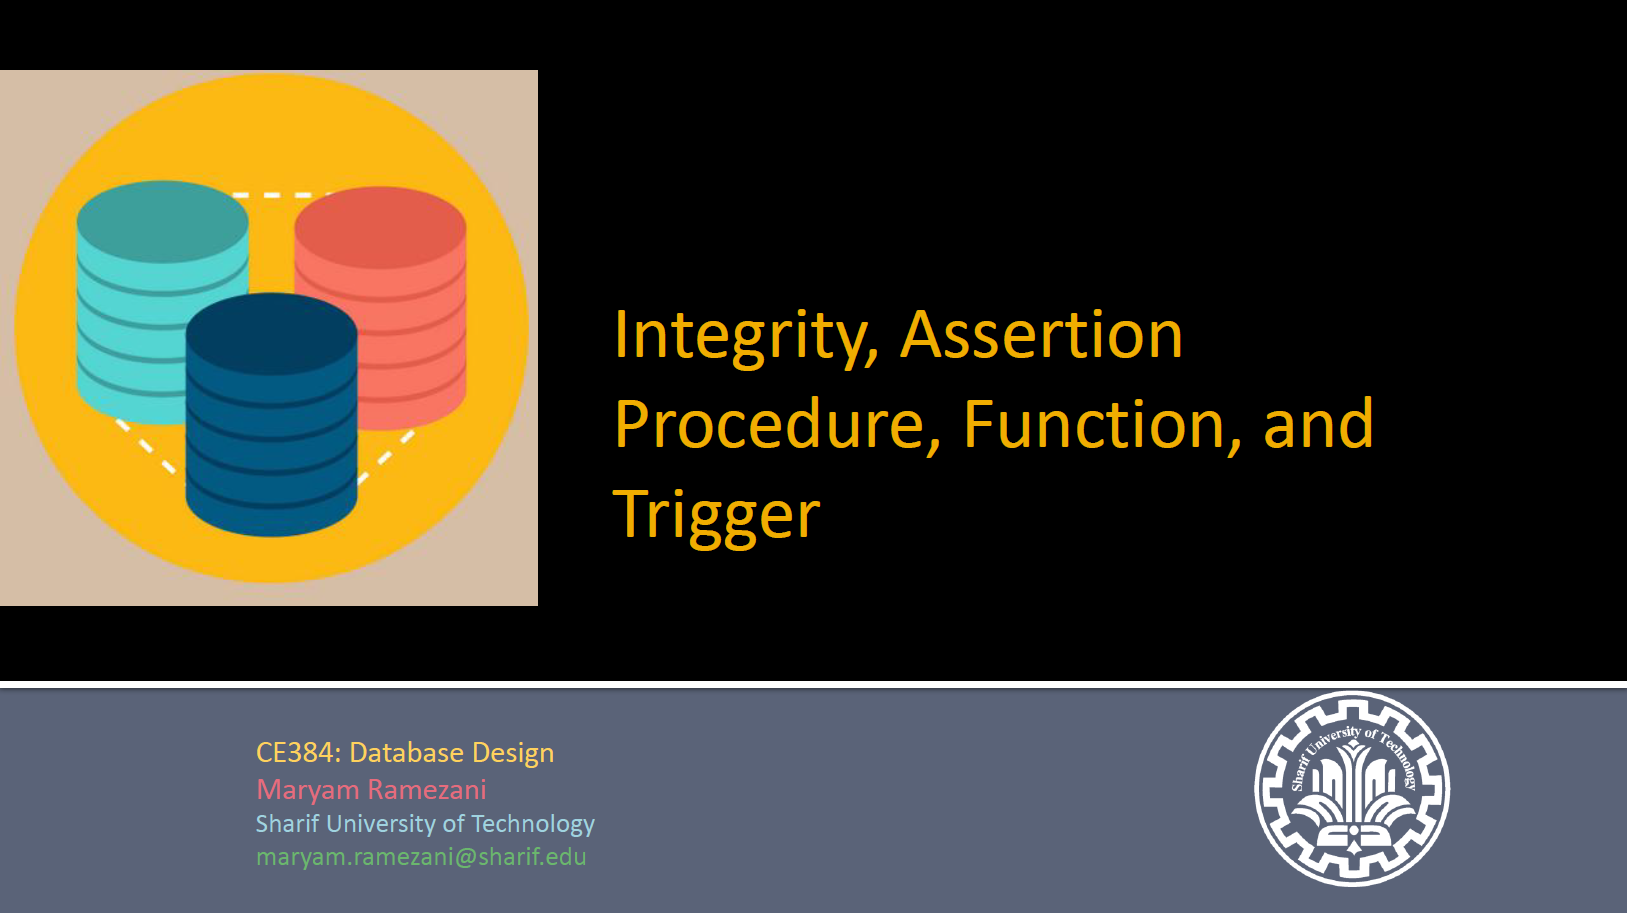 Integrity, Assertion
Procedure, Function, and
Trigger
CE384: Database Design
Maryam Ramezani
Sharif University of Technology
maryam.ramezani@sharif.edu
Sharif University of Technology